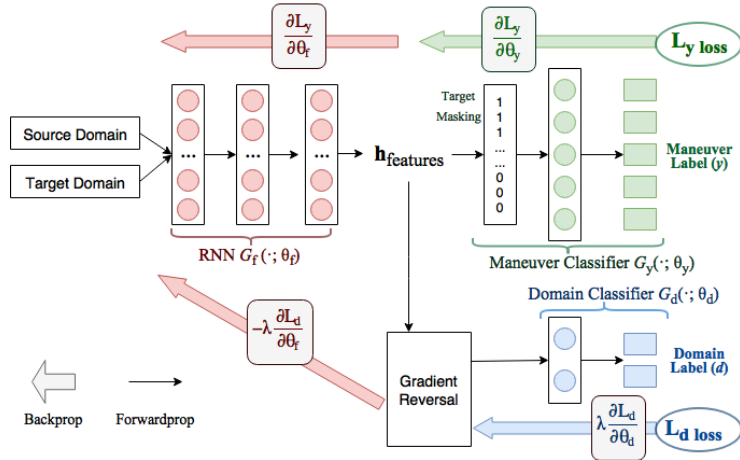 ∂L_y
∂θ_f
∂L_y
∂θ_y
L_y loss
Source Domain
Target Domain
...
...
...
h_features
Target
Masking
1
1
1
...
...
0
0
0
Maneuver
Label (y)
RNN G_f(·; θ_f)
Maneuver Classifier G_y(·; θ_y)
Domain Classifier G_d(·; θ_d)
−λ ∂L_d
∂θ_f
Gradient
Reversal
Domain
Label (d)
Backprop
Forwardprop
λ ∂L_d
∂θ_d
L_d loss